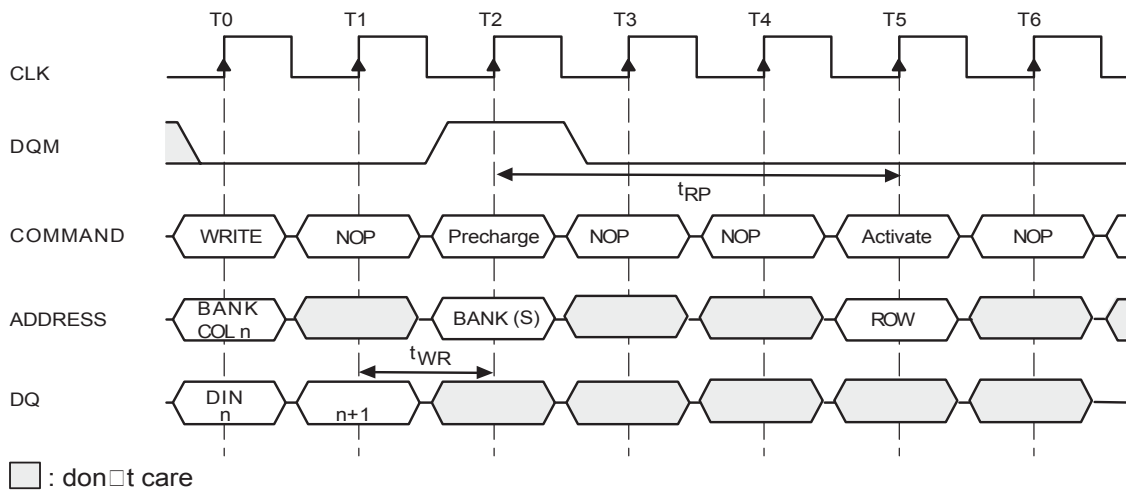 T0 T1 T2 T3 T4 T5 T6
CLK
DQM
tRP
COMMAND WRITE NOP Precharge NOP NOP Activate NOP
ADDRESS BANK COL n BANK (S) ROW
tWR
DQ DIN n n+1
: don□t care